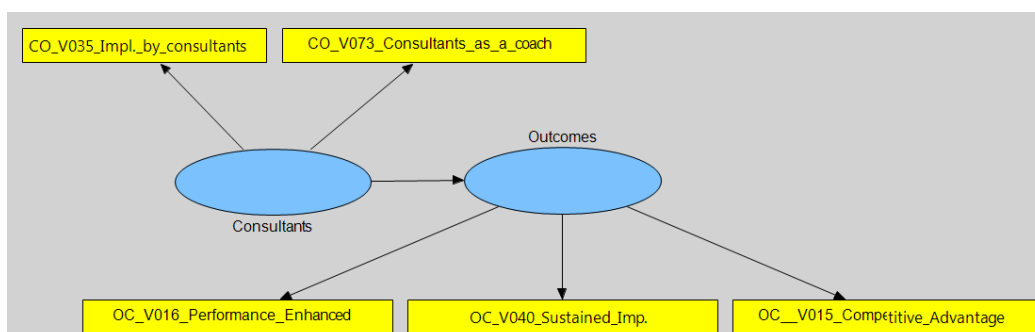 CO_V035_Impl._by_consultants
CO_V073_Consultants_as_a_coach
Outcomes
Consultants
OC_V016_Performance_Enhanced
OC_V040_Sustained_Imp.
OC__V015_Competitive_Advantage